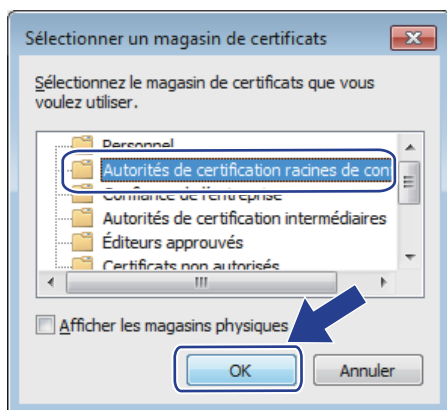 Sélectionner un magasin de certificats
Sélectionnez le magasin de certificats que vous
voulez utiliser.
Personnel
Autorités de certification racines de con
Confiance de l'entreprise
Autorités de certification intermédiaires
Éditeurs approuvés
Certificats non autorisés
Afficher les magasins physiques
OK
Annuler